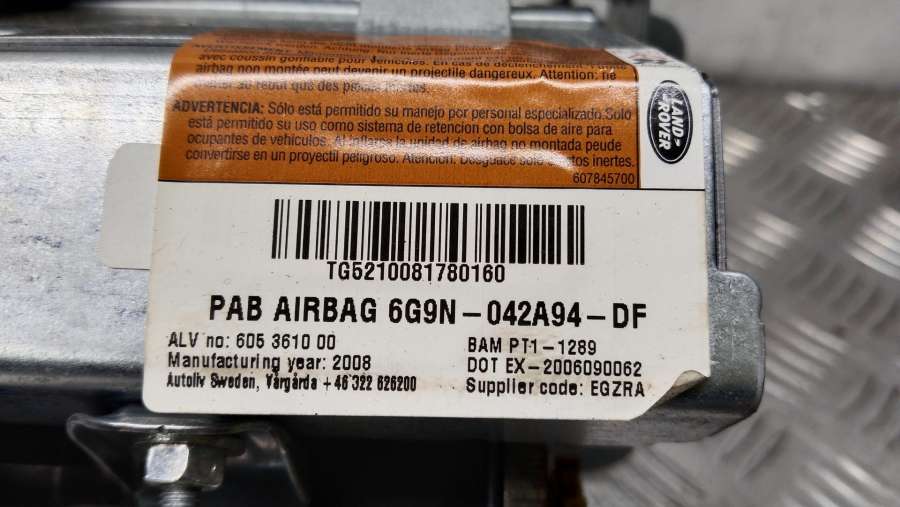 avec coussin gonflable pour véhicules. En cas de
airbag non montée peut devenir un projectile dangereux. Attention: ne
ADVERTENCIA: Sólo está permitido su manejo por personal especializado.Solo
está permitido su uso como sistema de retencion con bolsa de aire para
ocupantes de vehículos. Al inflarse la unidad de airbag no montada peude
convertirse en un proyectil peligroso. Atención: Desguace solo inertes.
607845700
LAND-
ROVER
TG5210081780160
PAB AIRBAG 6G9N-042A94-DF
ALV no: 605 3610 00
BAM PT1-1289
Manufacturing year: 2008
DOT EX-2006090062
Autoliv Sweden, Vårgårda +46 322 626200
Supplier code: EGZRA